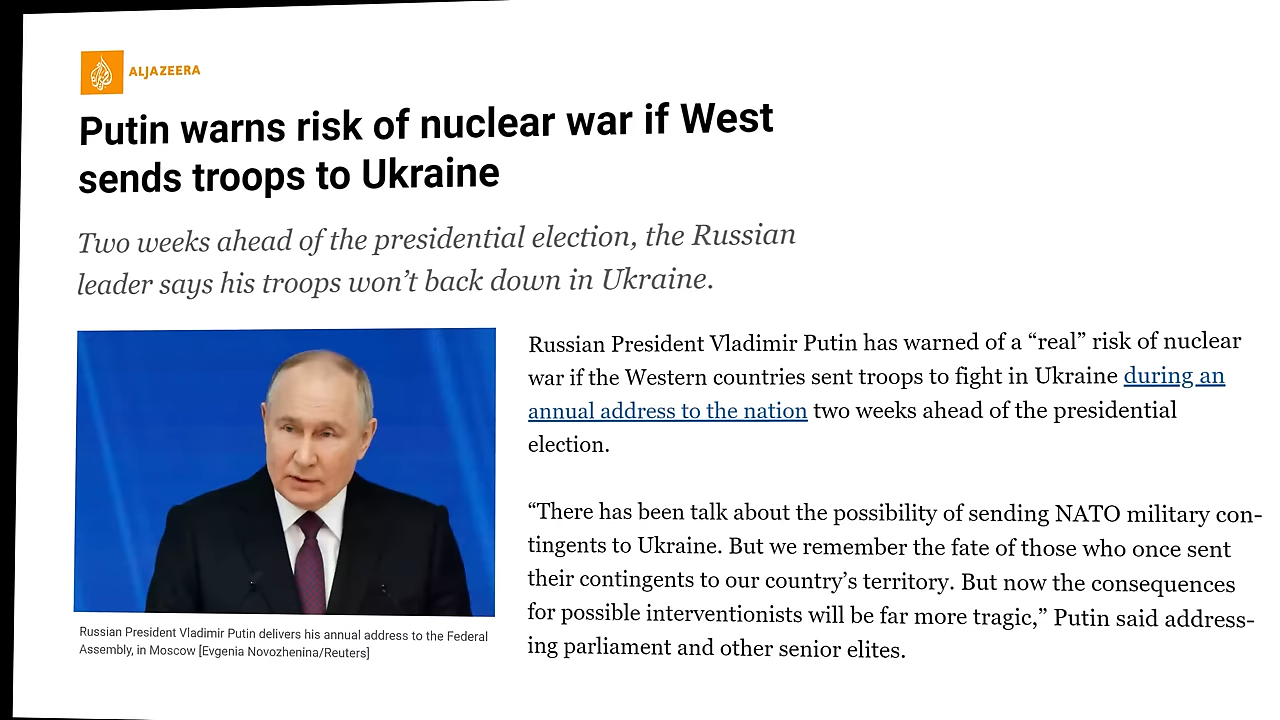 ALJAZEERA
Putin warns risk of nuclear war if West
sends troops to Ukraine
Two weeks ahead of the presidential election, the Russian
leader says his troops won’t back down in Ukraine.
Russian President Vladimir Putin has warned of a “real” risk of nuclear
war if the Western countries sent troops to fight in Ukraine during an
annual address to the nation two weeks ahead of the presidential
election.
“There has been talk about the possibility of sending NATO military con-
tingents to Ukraine. But we remember the fate of those who once sent
their contingents to our country’s territory. But now the consequences
for possible interventionists will be far more tragic,” Putin said address-
ing parliament and other senior elites.
Russian President Vladimir Putin delivers his annual address to the Federal
Assembly, in Moscow [Evgenia Novozhenina/Reuters]